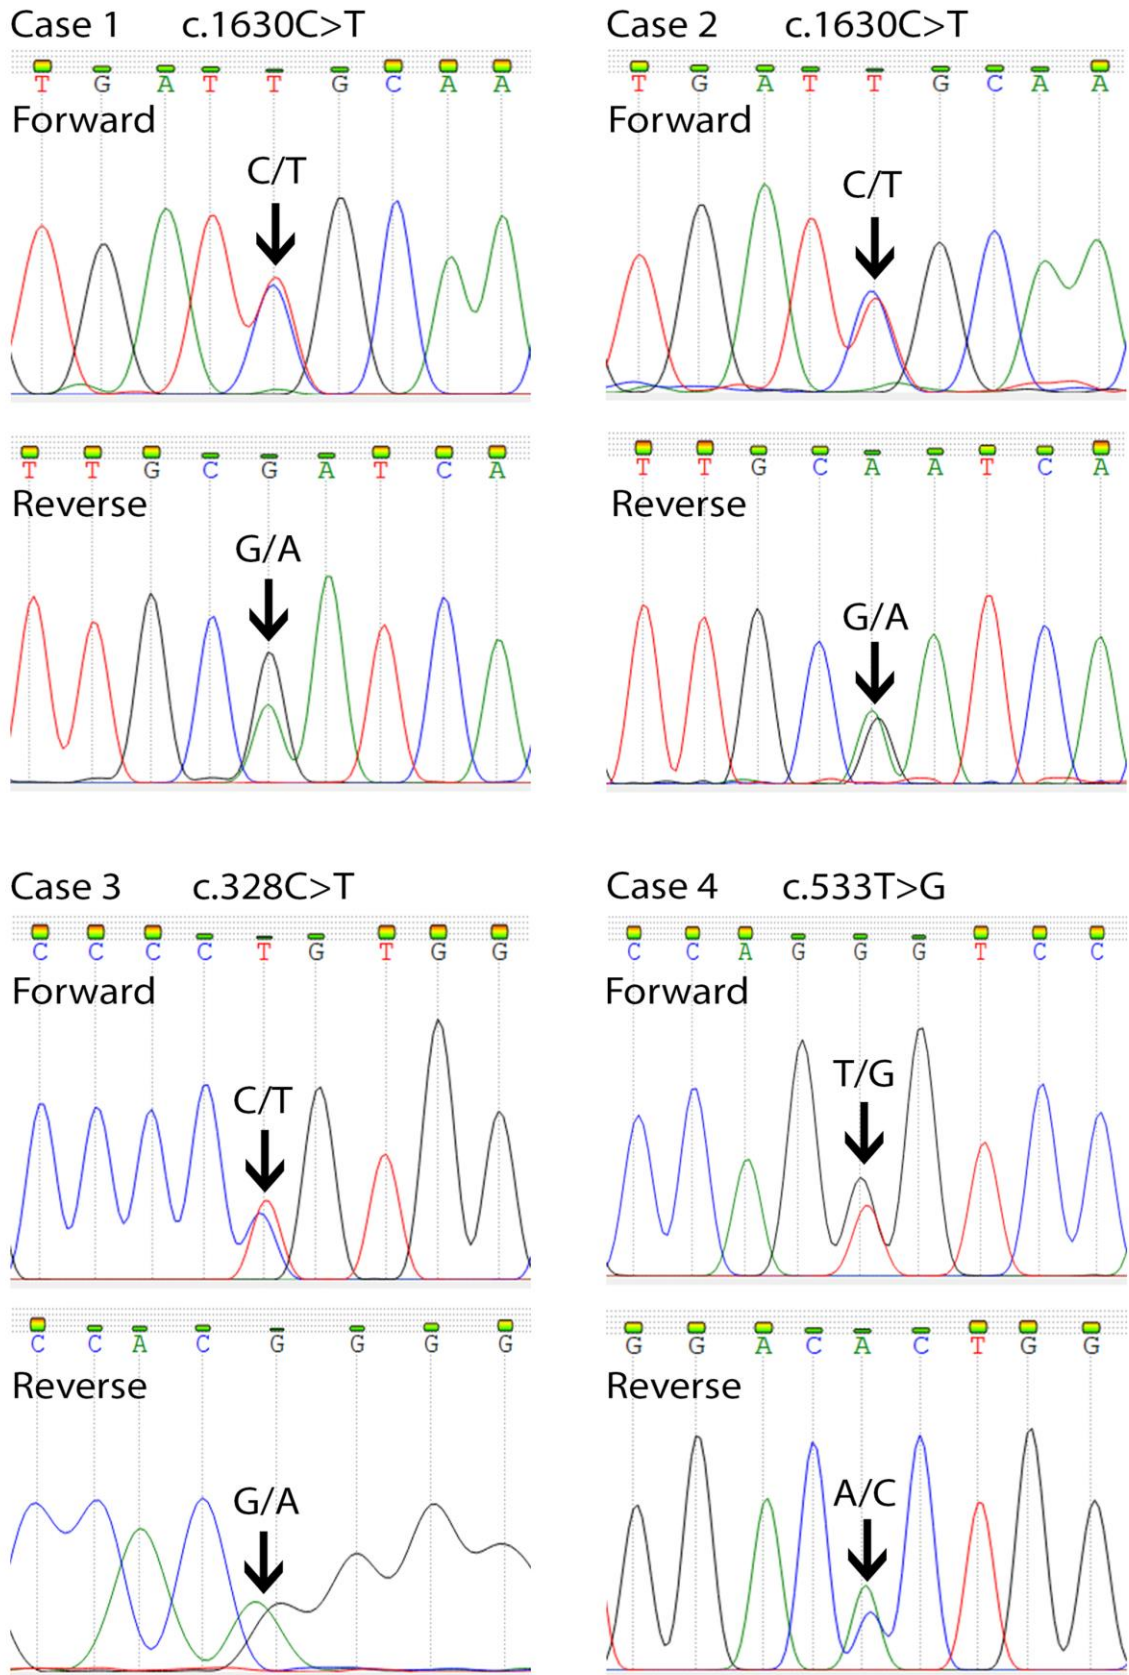 Case 1 c.1630C>T
T G A T T G C A A
Forward
C/T
T T G C G A T C A
Reverse
G/A
Case 2 c.1630C>T
T G A T T G C A A
Forward
C/T
T T G C A A T C A
Reverse
G/A
Case 3 c.328C>T
C C C C T G T G G
Forward
C/T
C C A C G G G G
Reverse
G/A
Case 4 c.533T>G
C C A G G G T C C
Forward
T/G
G G A C A C T G G
Reverse
A/C